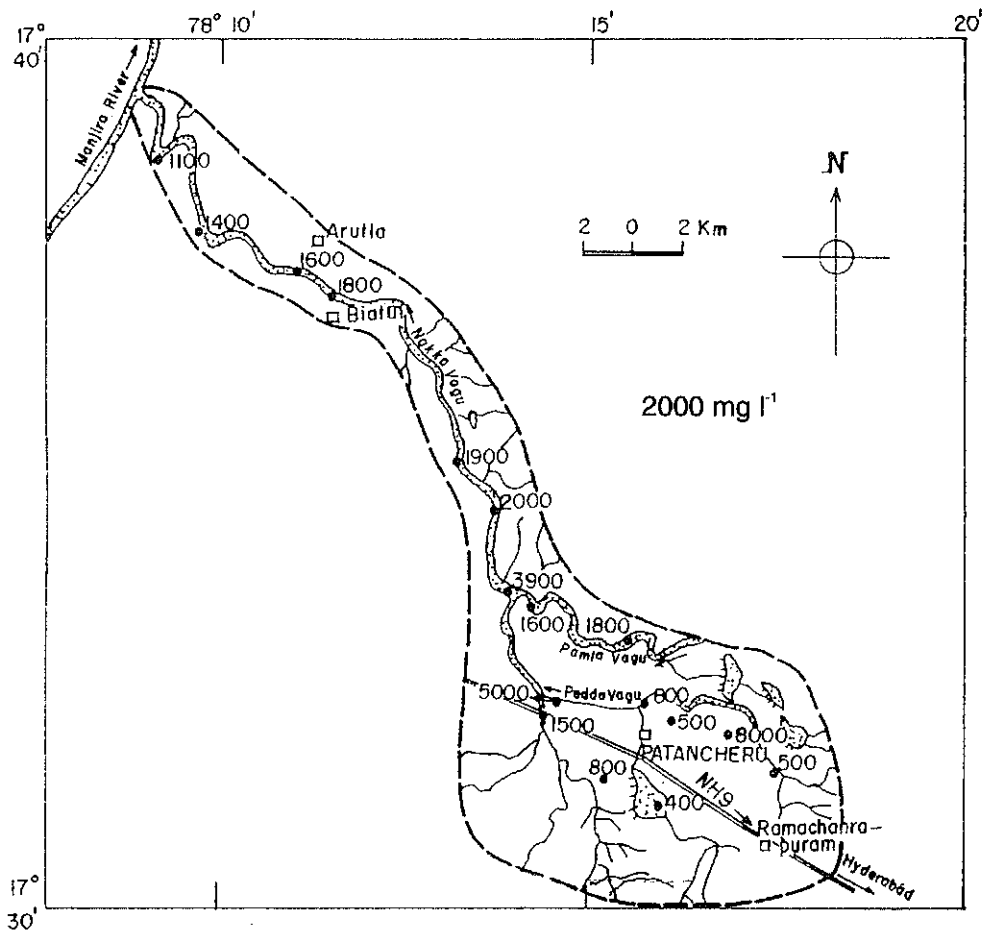 78° 10'
15'
20'
17°
40'
Manjira River
1100
1400
Arutla
1600
1800
Biatur
Nakka Vagu
2 0 2 Km
N
2000 mg l⁻¹
1900
2000
3900
1600
1800
Pamla Vagu
5000
Pedda Vagu
800
1500
500
8000
PATANCHERU
500
800
400
NH9
Ramachahra-
puram
Hyderabad
17°
30'